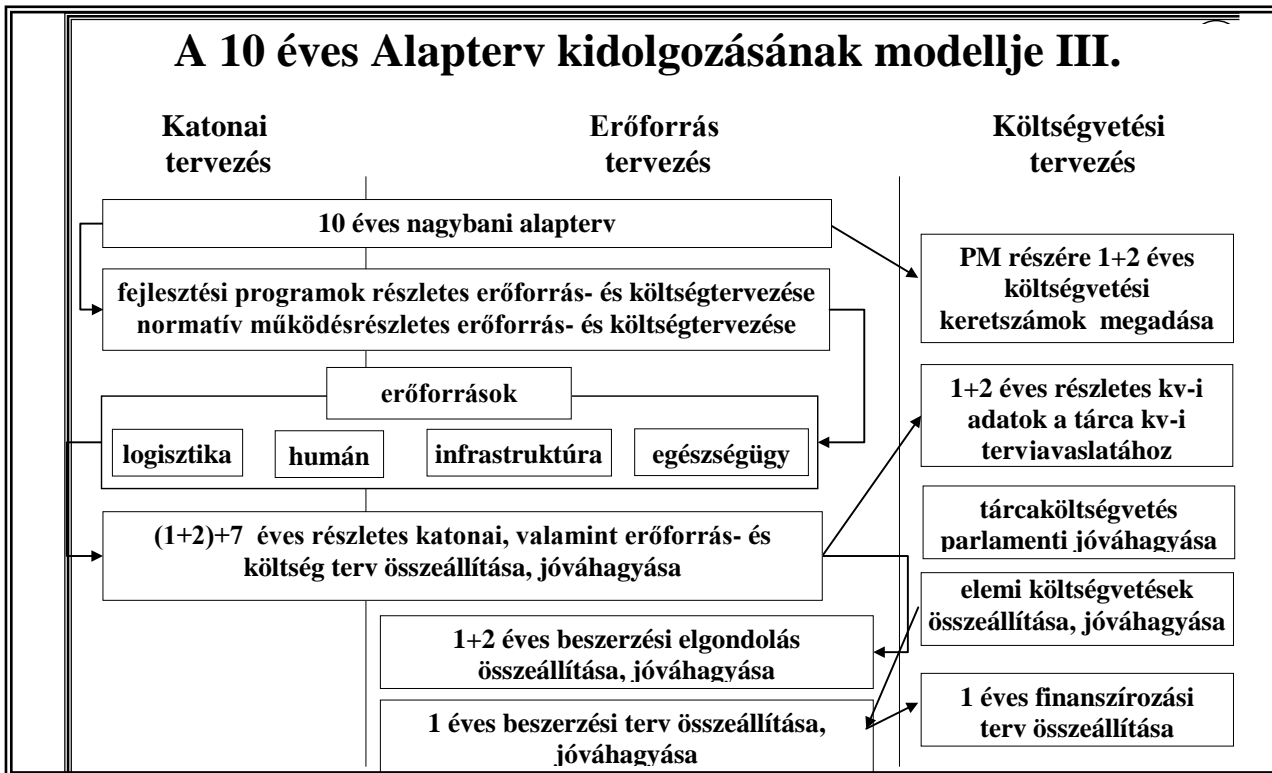 A 10 éves Alapterv kidolgozásának modellje III.
Katonai
tervezés
Erőforrás
tervezés
Költségvetési
tervezés
10 éves nagybani alapterv
PM részére 1+2 éves
költségvetési
keretszámok megadása
fejlesztési programok részletes erőforrás- és költségtervezése
normatív működésrészletes erőforrás- és költségtervezése
erőforrások
logisztika
humán
infrastruktúra
egészségügy
1+2 éves részletes kv-i
adatok a tárca kv-i
tervjavaslatához
(1+2)+7 éves részletes katonai, valamint erőforrás- és
költség terv összeállítása, jóváhagyása
tárcaköltségvetés
parlamenti jóváhagyása
elemi költségvetések
összeállítása, jóváhagyása
1+2 éves beszerzési elgondolás
összeállítása, jóváhagyása
1 éves beszerzési terv összeállítása,
jóváhagyása
1 éves finanszírozási
terv összeállítása